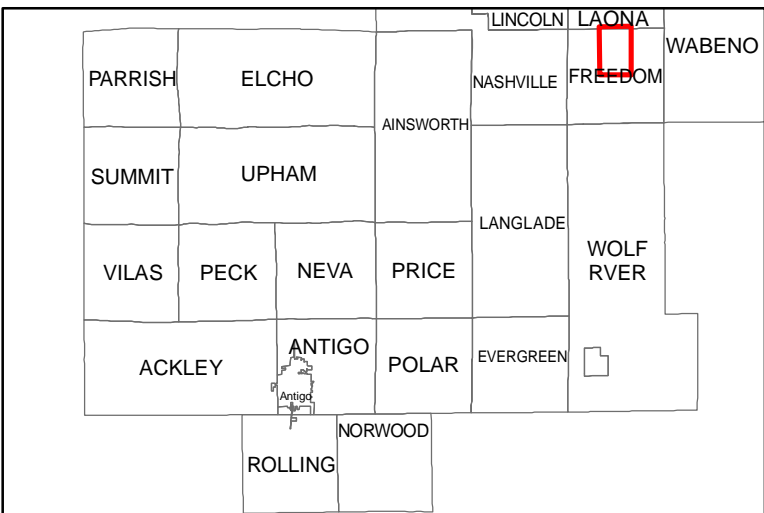 LINCOLN
LAONA
WABENO
PARRISH
ELCHO
NASHVILLE
FREEDOM
AINSWORTH
SUMMIT
UPHAM
LANGLADE
VILAS
PECK
NEVA
PRICE
WOLF
RVER
ACKLEY
ANTIGO
POLAR
EVERGREEN
Antigo
NORWOOD
ROLLING